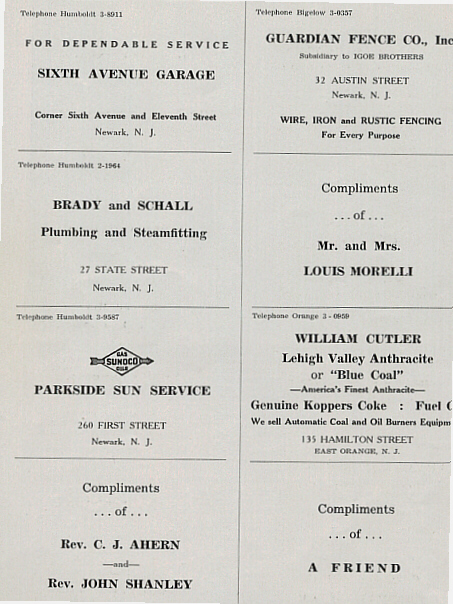 Telephone Humboldt 3-8911
FOR DEPENDABLE SERVICE
SIXTH AVENUE GARAGE
Corner Sixth Avenue and Eleventh Street
Newark, N. J.
Telephone Humboldt 2-1964
BRADY and SCHALL
Plumbing and Steamfitting
27 STATE STREET
Newark, N. J.
Telephone Humboldt 3-9587
GAS
SUNOCO
OILS
PARKSIDE SUN SERVICE
260 FIRST STREET
Newark, N. J.
Compliments
. . . of . . .
Rev. C. J. AHERN
—and—
Rev. JOHN SHANLEY
Telephone Bigelow 3-0357
GUARDIAN FENCE CO., Inc
Subsidiary to IGOE BROTHERS
32 AUSTIN STREET
Newark, N. J.
WIRE, IRON and RUSTIC FENCING
For Every Purpose
Compliments
. . . of . . .
Mr. and Mrs.
LOUIS MORELLI
Telephone Orange 3 - 0959
WILLIAM CUTLER
Lehigh Valley Anthracite
or "Blue Coal"
—America's Finest Anthracite—
Genuine Koppers Coke : Fuel
We sell Automatic Coal and Oil Burners Equipm
135 HAMILTON STREET
EAST ORANGE, N. J.
Compliments
. . . of . . .
A FRIEND